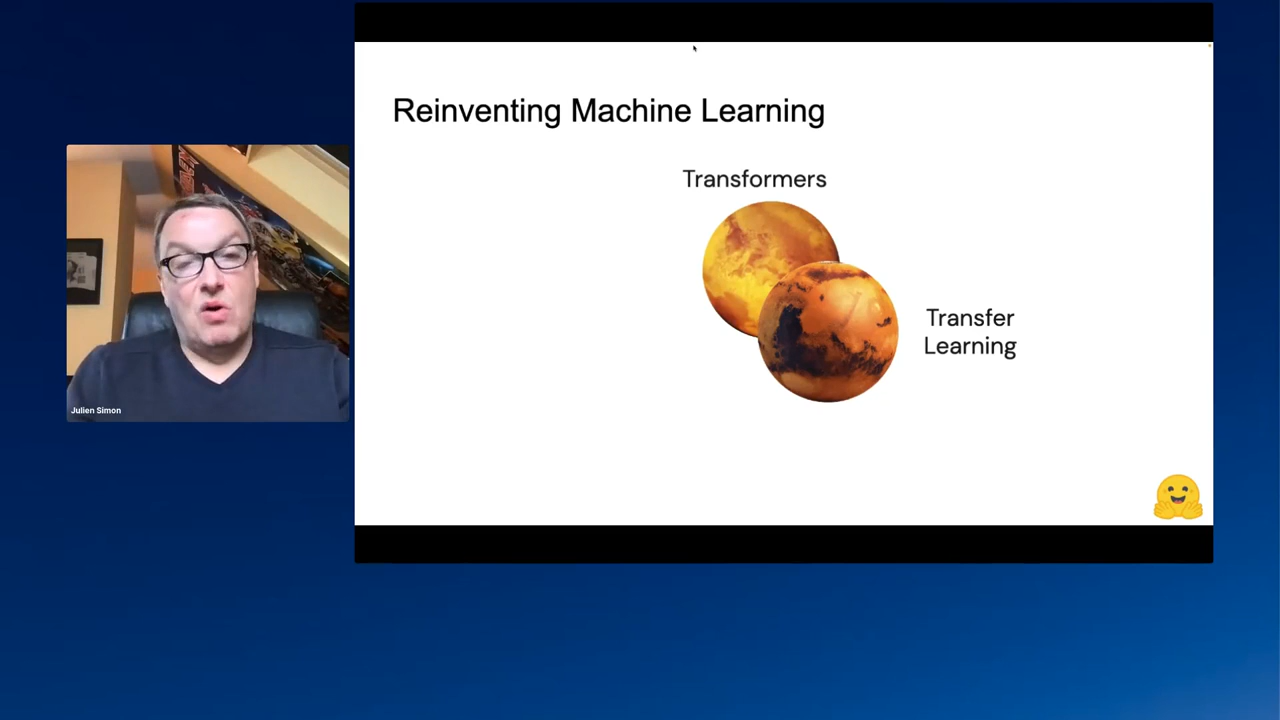 Reinventing Machine Learning
Transformers
Transfer
Learning
Julien Simon